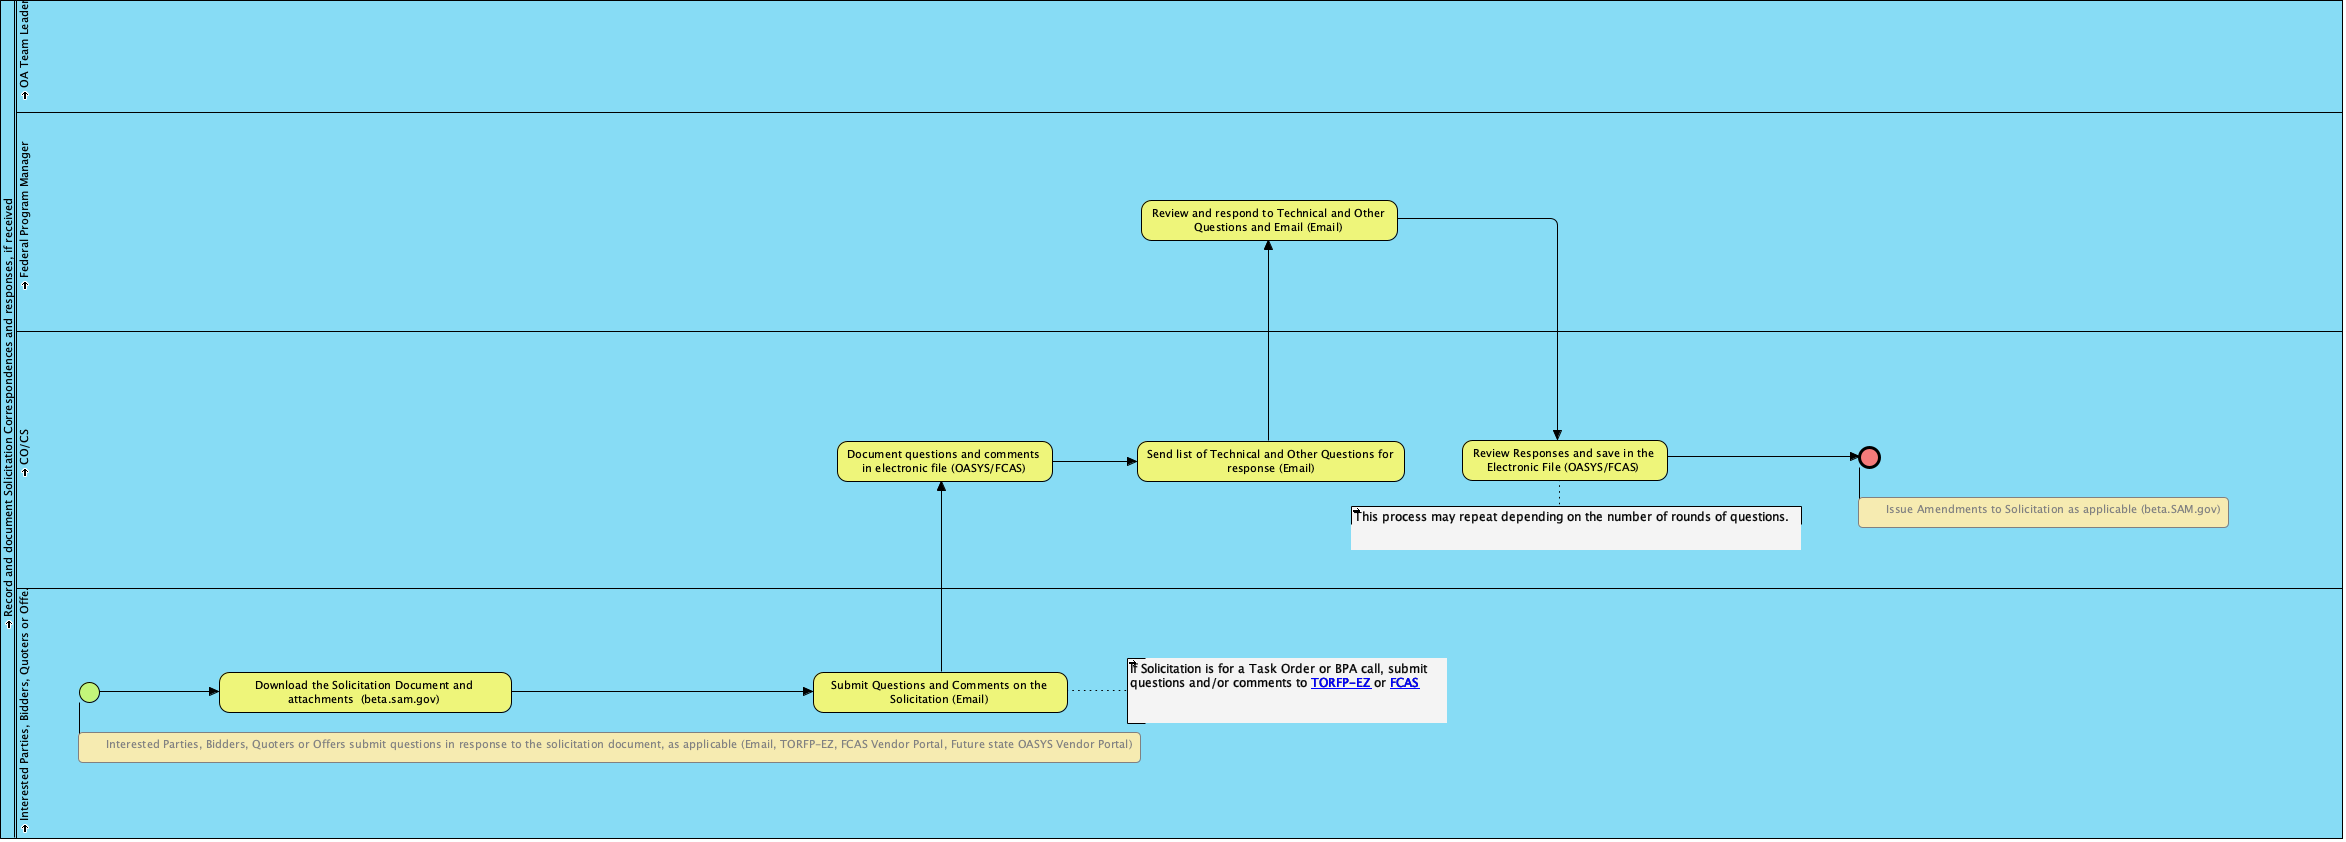 Record and document Solicitation Correspondences and responses, if received
OA Team Leader
Federal Program Manager
Review and respond to Technical and Other
Questions and Email (Email)
CO/CS
Document questions and comments
in electronic file (OASYS/FCAS)
Send list of Technical and Other Questions for
response (Email)
Review Responses and save in the
Electronic File (OASYS/FCAS)
This process may repeat depending on the number of rounds of questions.
Issue Amendments to Solicitation as applicable (beta.SAM.gov)
Interested Parties, Bidders, Quoters or Offe
Download the Solicitation Document and
attachments (beta.sam.gov)
Submit Questions and Comments on the
Solicitation (Email)
If Solicitation is for a Task Order or BPA call, submit
questions and/or comments to TORFP-EZ or FCAS
Interested Parties, Bidders, Quoters or Offers submit questions in response to the solicitation document, as applicable (Email, TORFP-EZ, FCAS Vendor Portal, Future state OASYS Vendor Portal)